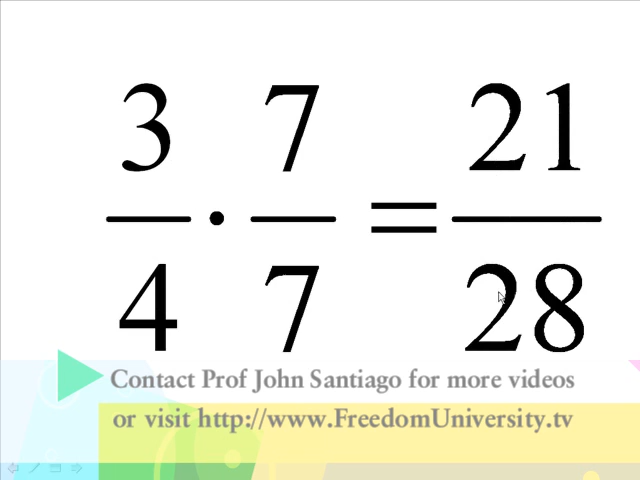 3/4 · 7/7 = 21/28
Contact Prof John Santiago for more videos
or visit http://www.FreedomUniversity.tv